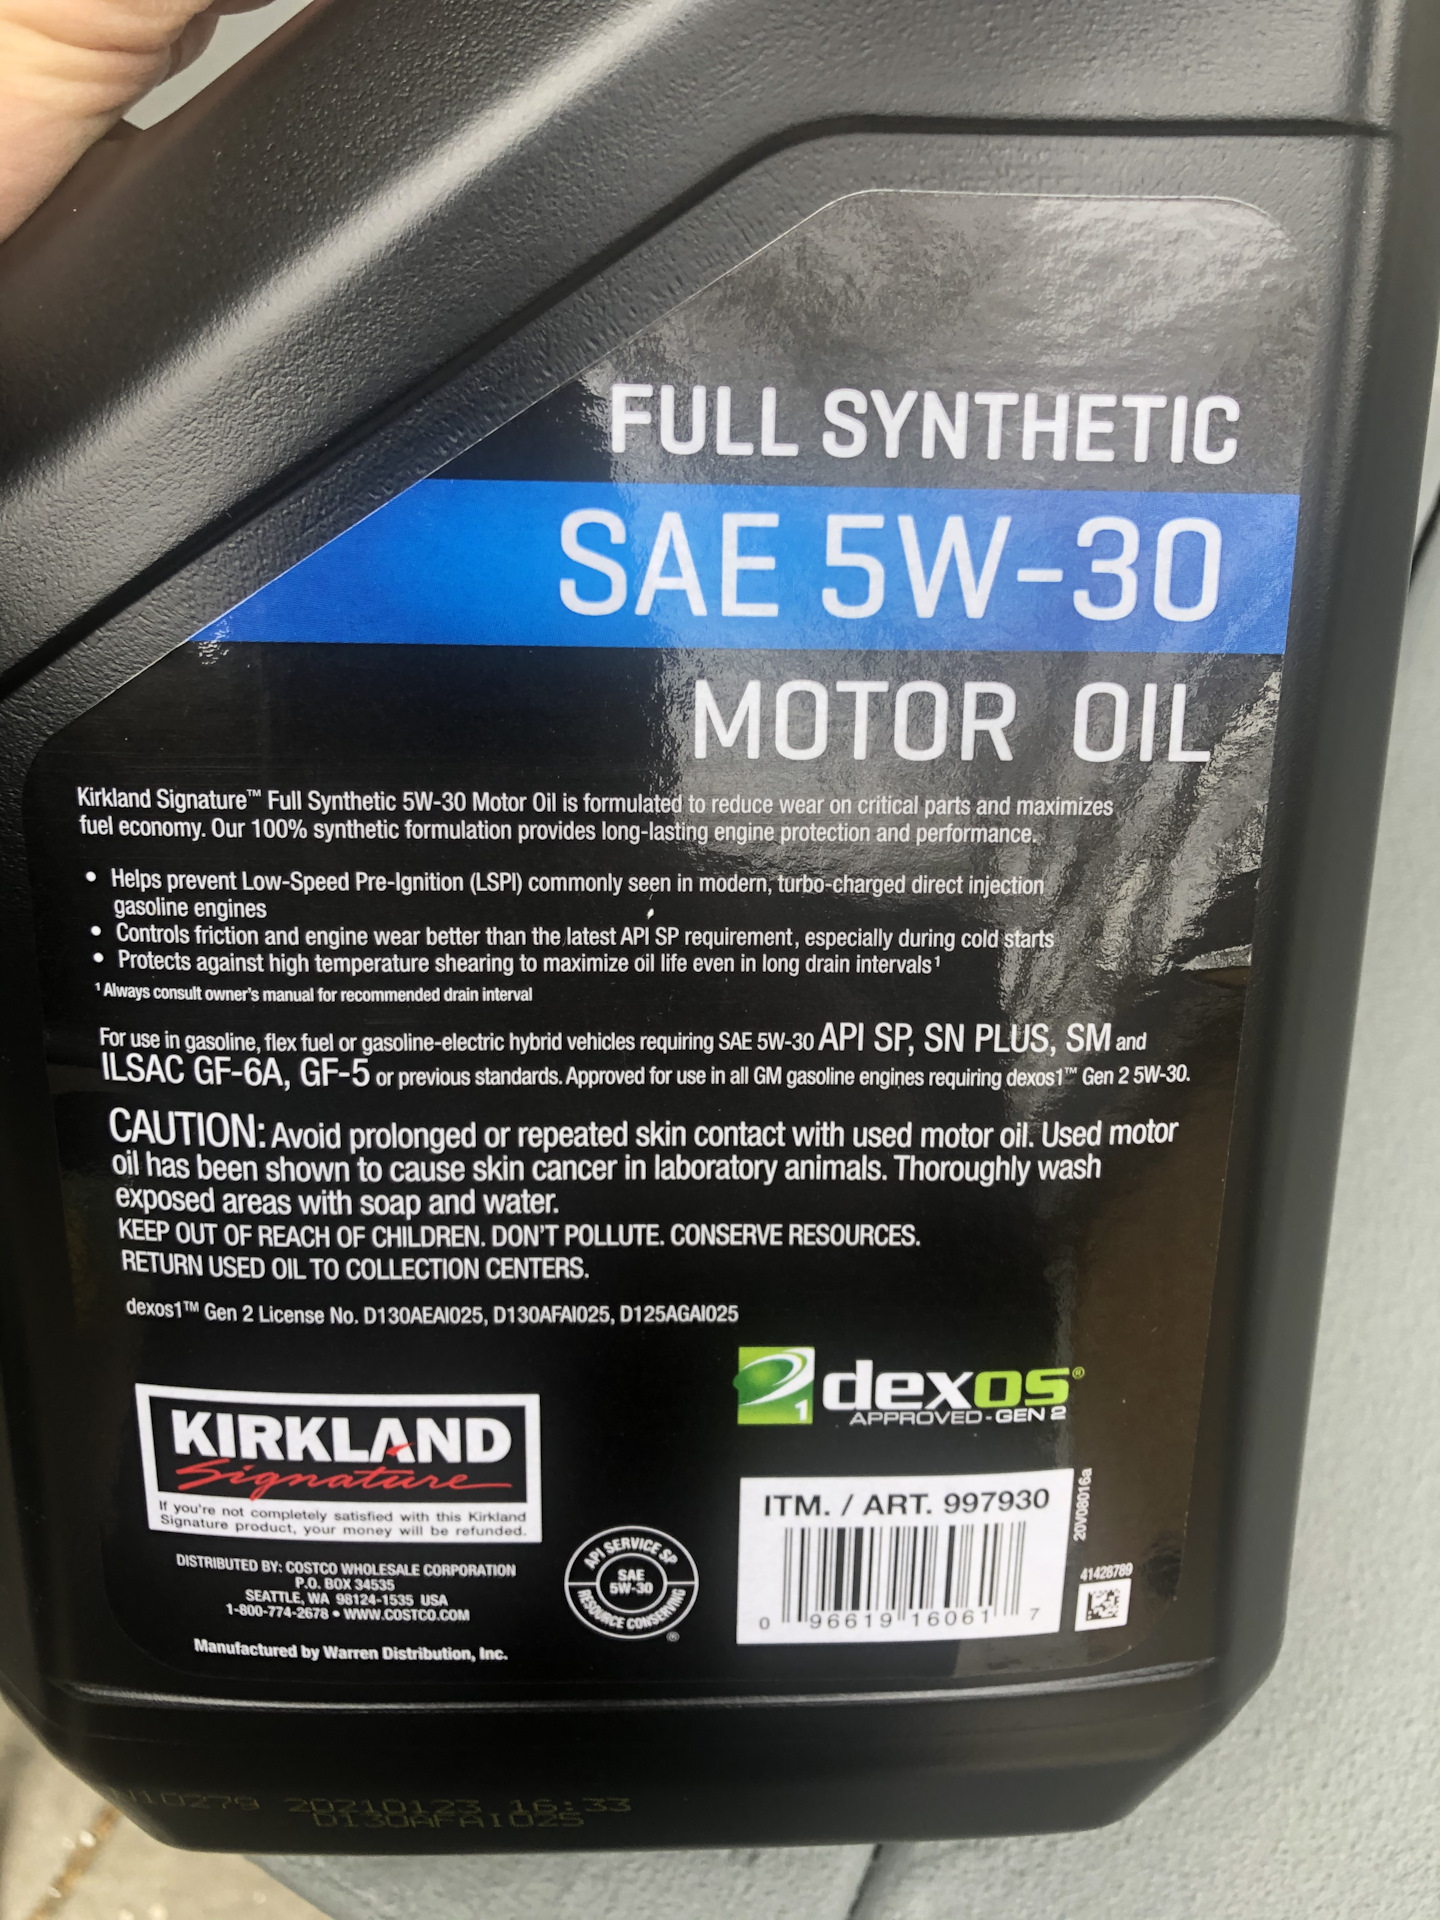 FULL SYNTHETIC
SAE 5W-30
MOTOR OIL
Kirkland Signature™ Full Synthetic 5W-30 Motor Oil is formulated to reduce wear on critical parts and maximizes
fuel economy. Our 100% synthetic formulation provides long-lasting engine protection and performance.
• Helps prevent Low-Speed Pre-Ignition (LSPI) commonly seen in modern, turbo-charged direct injection
gasoline engines
• Controls friction and engine wear better than the latest API SP requirement, especially during cold starts
• Protects against high temperature shearing to maximize oil life even in long drain intervals¹
¹ Always consult owner's manual for recommended drain interval
For use in gasoline, flex fuel or gasoline-electric hybrid vehicles requiring SAE 5W-30 API SP, SN PLUS, SM and
ILSAC GF-6A, GF-5 or previous standards. Approved for use in all GM gasoline engines requiring dexos1™ Gen 2 5W-30.
CAUTION: Avoid prolonged or repeated skin contact with used motor oil. Used motor
oil has been shown to cause skin cancer in laboratory animals. Thoroughly wash
exposed areas with soap and water.
KEEP OUT OF REACH OF CHILDREN. DON'T POLLUTE. CONSERVE RESOURCES.
RETURN USED OIL TO COLLECTION CENTERS.
dexos1™ Gen 2 License No. D130AEAI025, D130AFAI025, D125AGAI025
1 dexos®
APPROVED-GEN 2
KIRKLAND
Signature
If you're not completely satisfied with this Kirkland
Signature product, your money will be refunded.
DISTRIBUTED BY: COSTCO WHOLESALE CORPORATION
P.O. BOX 34535
SEATTLE, WA 98124-1535 USA
1-800-774-2678 • WWW.COSTCO.COM
Manufactured by Warren Distribution, Inc.
API SERVICE SP
SAE
5W-30
RESOURCE CONSERVING
®
ITM. / ART. 997930
0 96619 16061 7
20V08016a
41428789
20210123 16:33
D130AFAI025